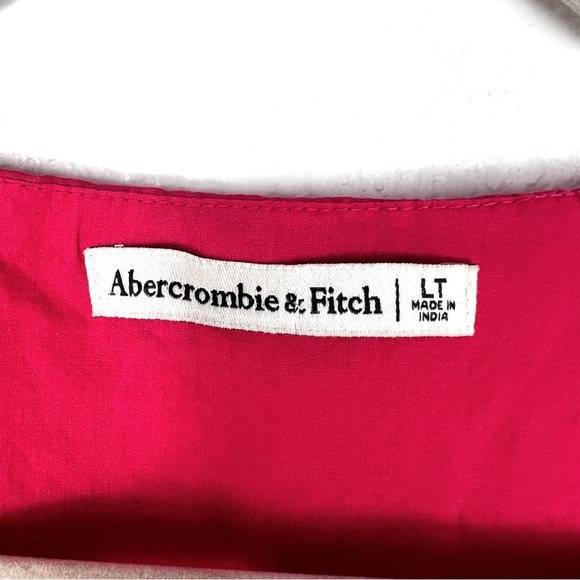 Abercrombie & Fitch
LT
MADE IN
INDIA